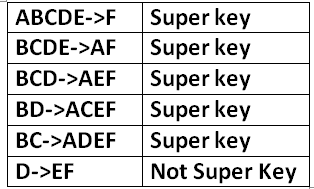 ABCDE->F Super key
BCDE->AF Super key
BCD->AEF Super key
BD->ACEF Super key
BC->ADEF Super key
D->EF Not Super Key